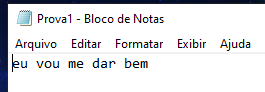 Prova1 - Bloco de Notas
Arquivo Editar Formatar Exibir Ajuda
eu vou me dar bem